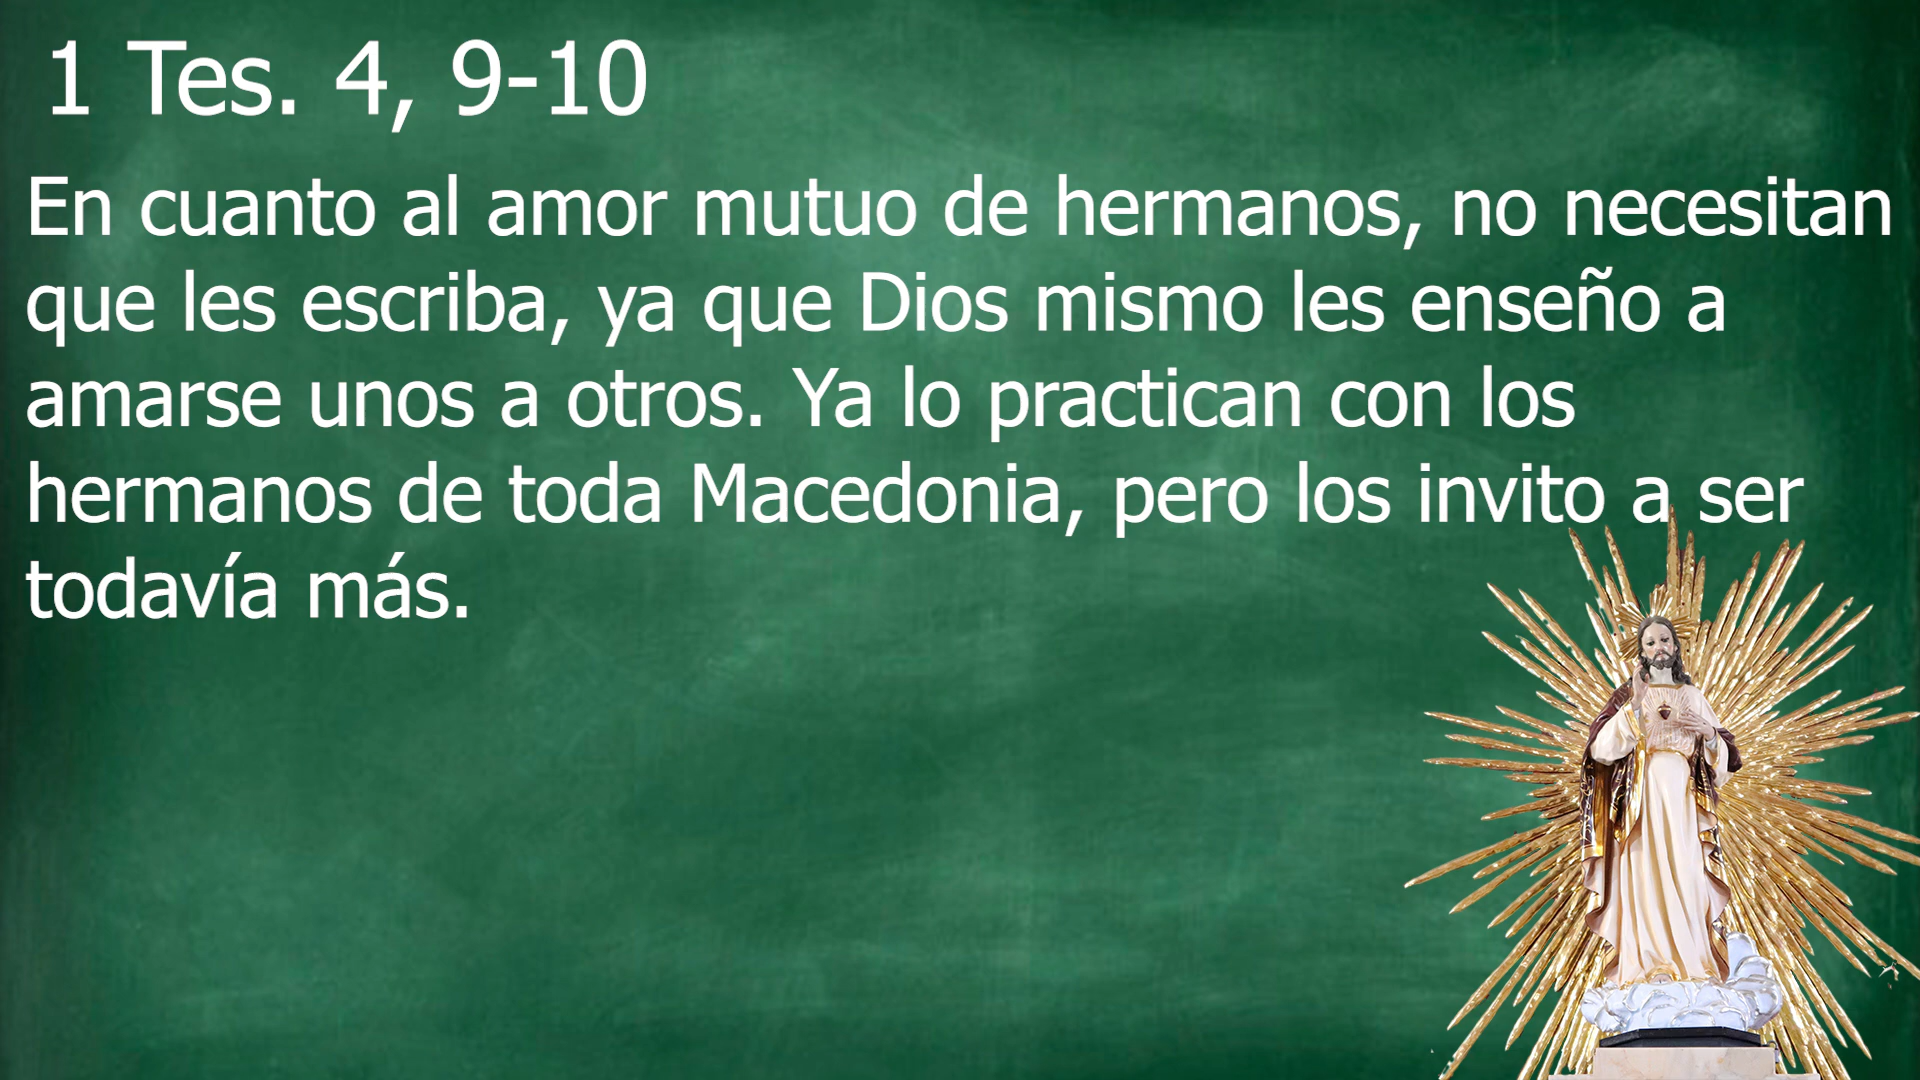 1 Tes. 4, 9-10
En cuanto al amor mutuo de hermanos, no necesitan
que les escriba, ya que Dios mismo les enseño a
amarse unos a otros. Ya lo practican con los
hermanos de toda Macedonia, pero los invito a ser
todavía más.